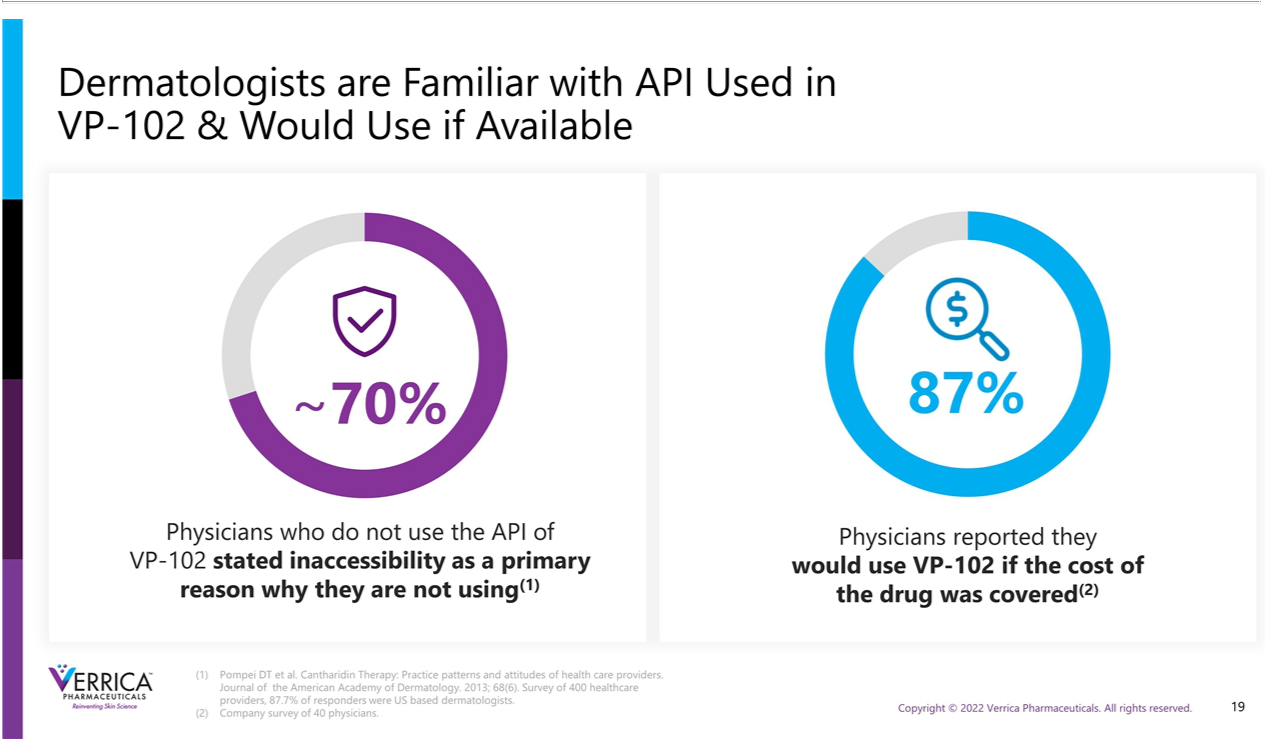 Dermatologists are Familiar with API Used in
VP-102 & Would Use if Available
~70%
Physicians who do not use the API of
VP-102 stated inaccessibility as a primary
reason why they are not using(1)
$
87%
Physicians reported they
would use VP-102 if the cost of
the drug was covered(2)
VERRICA™
PHARMACEUTICALS
Reinventing Skin Science
(1) Pompei DT et al. Cantharidin Therapy: Practice patterns and attitudes of health care providers.
Journal of the American Academy of Dermatology. 2013; 68(6). Survey of 400 healthcare
providers, 87.7% of responders were US based dermatologists.
(2) Company survey of 40 physicians.
Copyright © 2022 Verrica Pharmaceuticals. All rights reserved.
19